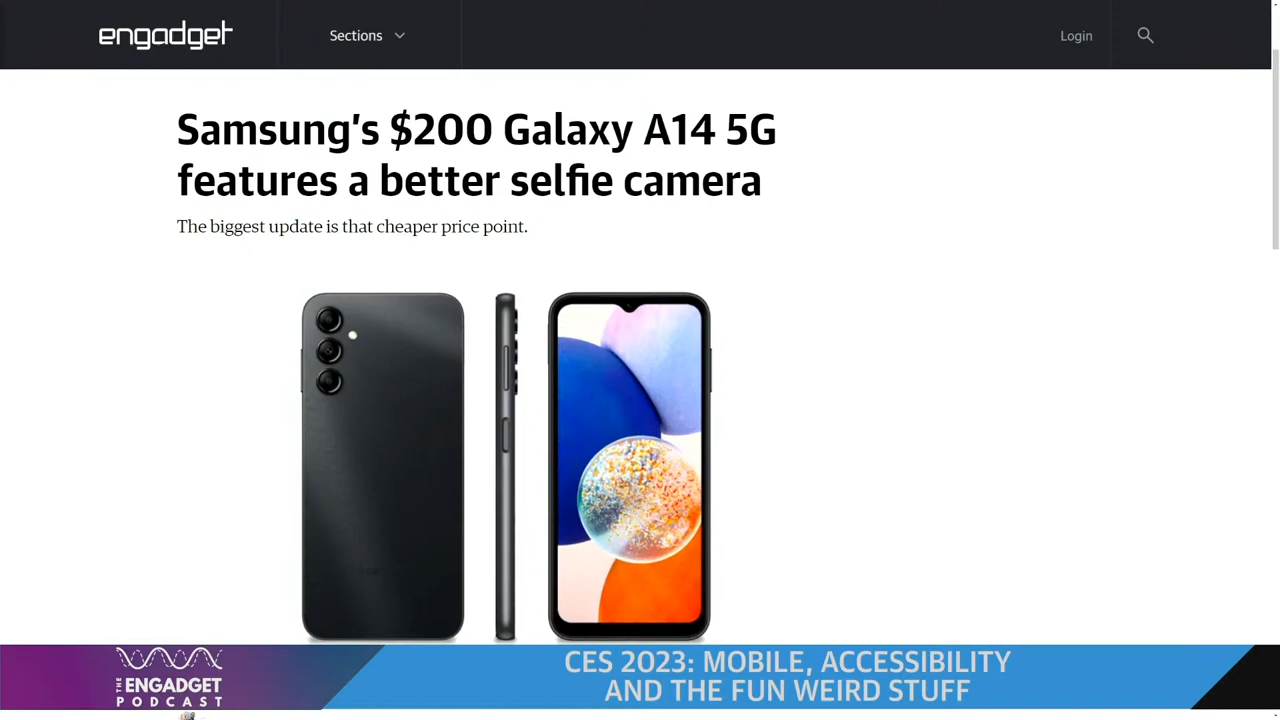 engadget
Sections
Login
Samsung’s $200 Galaxy A14 5G
features a better selfie camera
The biggest update is that cheaper price point.
THE ENGADGET
PODCAST
CES 2023: MOBILE, ACCESSIBILITY
AND THE FUN WEIRD STUFF